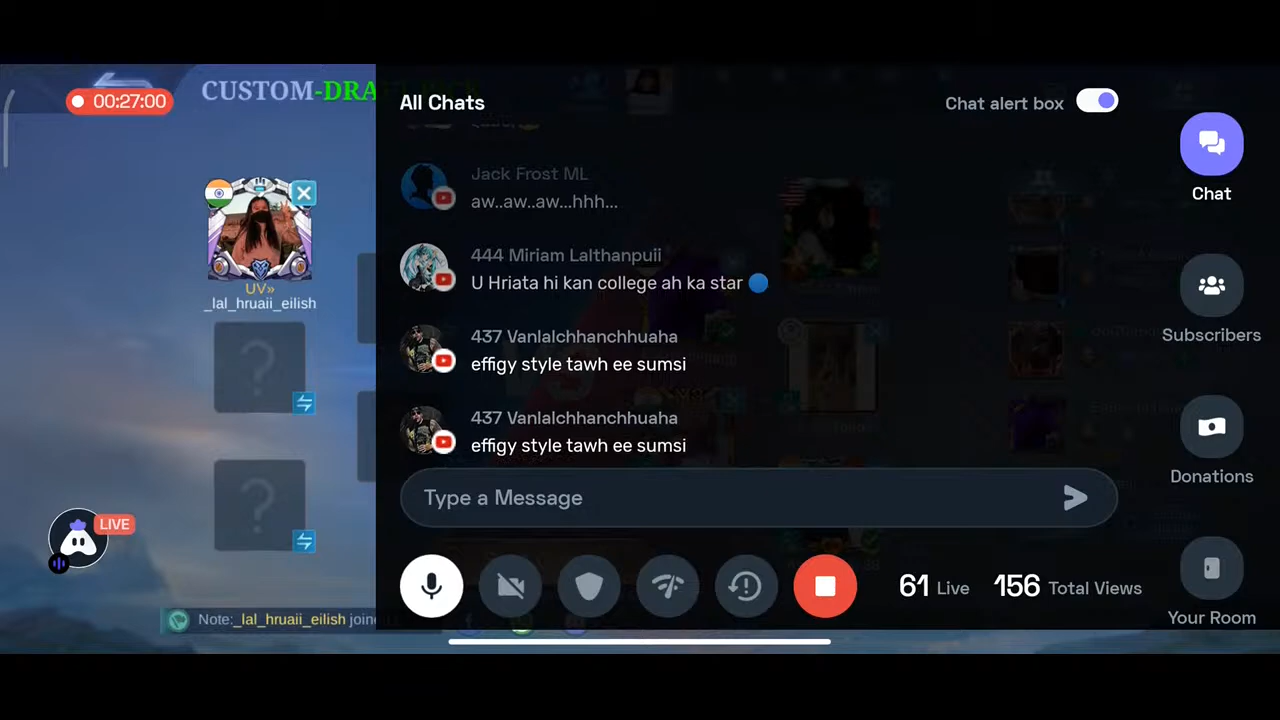 CUSTOM-DRA
00:27:00
All Chats
Chat alert box
Jack Frost ML
aw..aw..aw...hhh...
Chat
444 Miriam Lalthanpuii
U Hriata hi kan college ah ka star
UV»
_lal_hruaii_eilish
Subscribers
437 Vanlalchhanchhuaha
effigy style tawh ee sumsi
437 Vanlalchhanchhuaha
effigy style tawh ee sumsi
Donations
Type a Message
LIVE
61 Live 156 Total Views
Your Room
Note:_lal_hruaii_eilish join